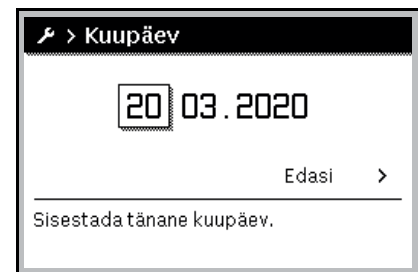 > Kuupäev
20 03.2020
Edasi >
Sisestada tänane kuupäev.